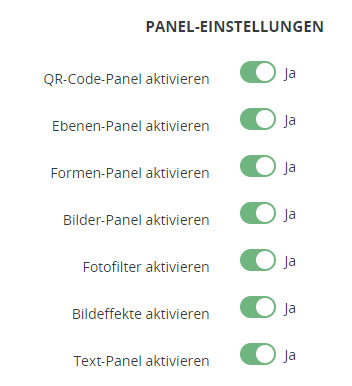 PANEL-EINSTELLUNGEN
QR-Code-Panel aktivieren Ja
Ebenen-Panel aktivieren Ja
Formen-Panel aktivieren Ja
Bilder-Panel aktivieren Ja
Fotofilter aktivieren Ja
Bildeffekte aktivieren Ja
Text-Panel aktivieren Ja